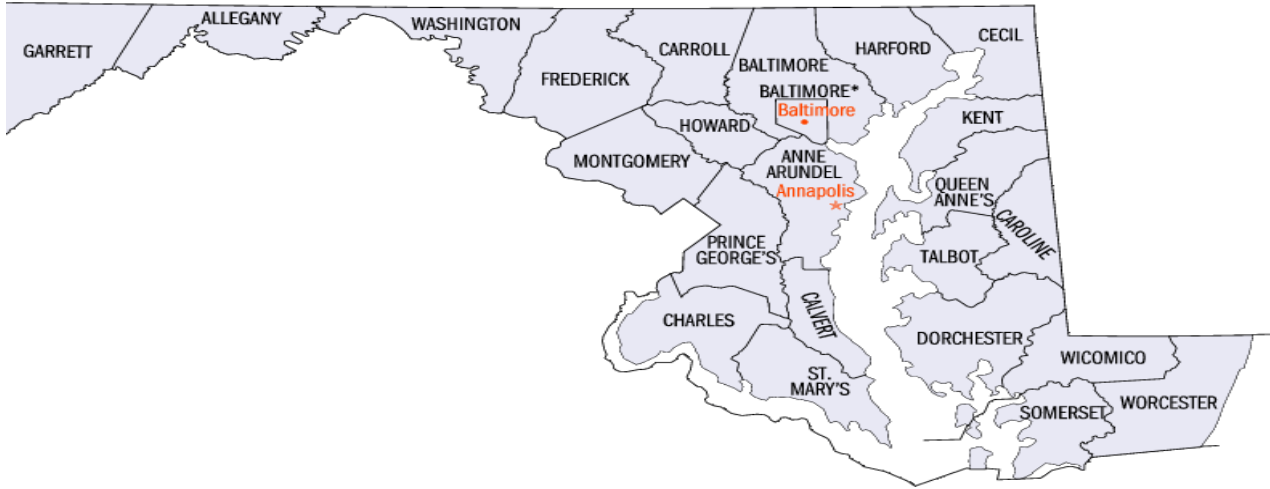 GARRETT
ALLEGANY
WASHINGTON
FREDERICK
CARROLL
BALTIMORE
BALTIMORE*
Baltimore
HARFORD
CECIL
KENT
HOWARD
MONTGOMERY
ANNE
ARUNDEL
Annapolis
QUEEN
ANNE'S
CAROLINE
TALBOT
PRINCE
GEORGE'S
CALVERT
CHARLES
ST.
MARY'S
DORCHESTER
WICOMICO
SOMERSET
WORCESTER